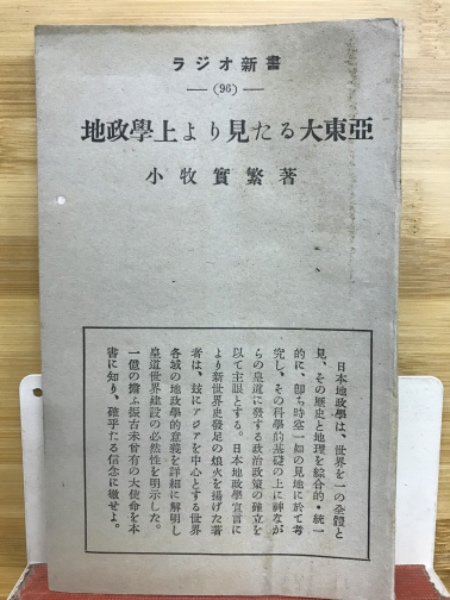 ラジオ新書
(96)
地政學上より見たる大東亞
小牧實繁著
日本地政學は、世界を一の全體と
見、その歴史と地理を綜合的・統一
的に、卽ち時空一如の見地に於て考
究し、その科學的基礎の上に神なが
らの皇道に發する政治政策の確立を
以て主眼とする。日本地政學宣言に
より新世界史發足の烽火を揚げた著
者は、玆にアジアを中心とする世界
各域の地政學的意義を詳細に解明し
皇道世界建設の必然性を明示した。
一億の擔ふ振古未曾有の大使命を本
書に知り、確乎たる信念に徹せよ。